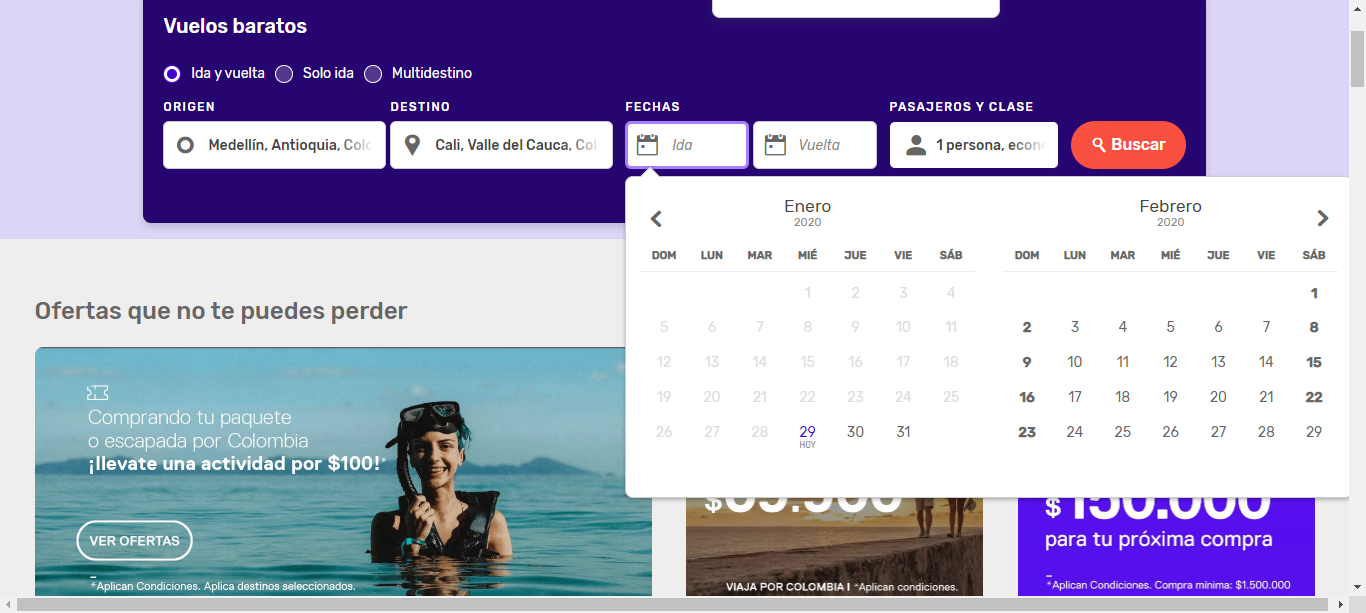 Vuelos baratos
Ida y vuelta Solo ida Multidestino
ORIGEN DESTINO FECHAS PASAJEROS Y CLASE
Medellín, Antioquia, Colo Cali, Valle del Cauca, Col Ida Vuelta 1 persona, econ Buscar
Enero Febrero
2020 2020
DOM LUN MAR MIÉ JUE VIE SÁB DOM LUN MAR MIÉ JUE VIE SÁB
1 2 3 4 1
5 6 7 8 9 10 11 2 3 4 5 6 7 8
12 13 14 15 16 17 18 9 10 11 12 13 14 15
19 20 21 22 23 24 25 16 17 18 19 20 21 22
26 27 28 29 30 31 23 24 25 26 27 28 29
HOY
Ofertas que no te puedes perder
Comprando tu paquete
o escapada por Colombia
¡llevate una actividad por $100!*
VER OFERTAS
*Aplican Condiciones. Aplica destinos seleccionados.
VIAJA POR COLOMBIA I *Aplican condiciones.
$150.000
para tu próxima compra
*Aplican Condiciones. Compra mínima: $1.500.000